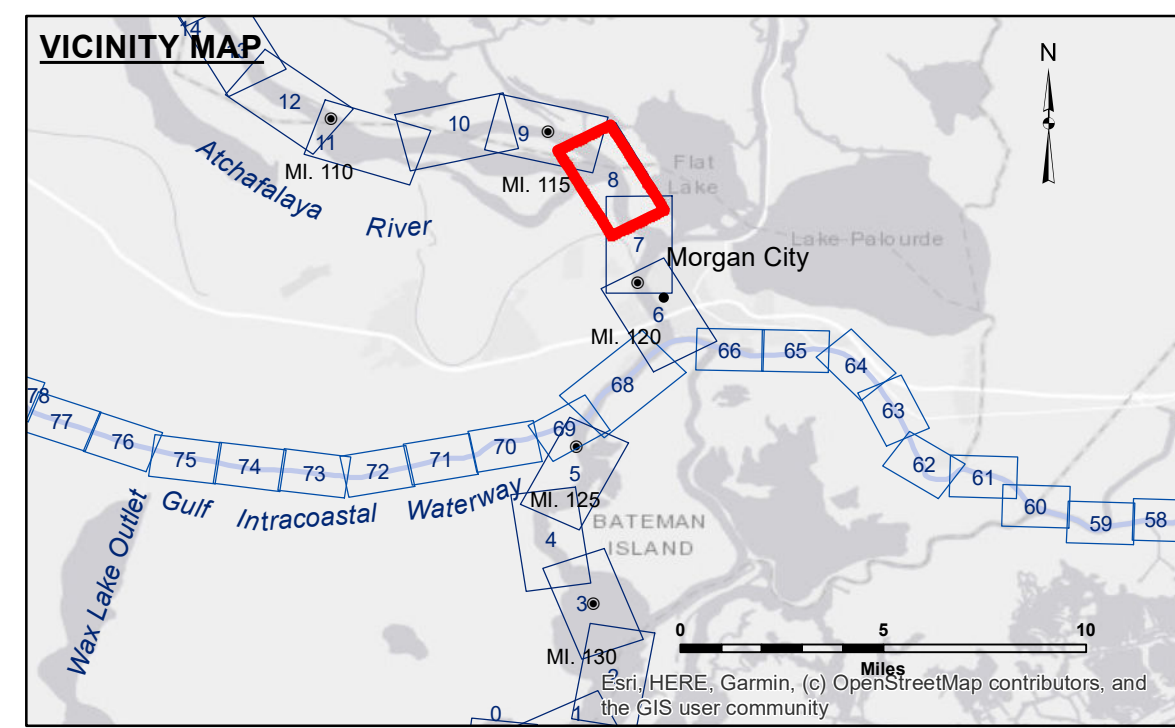 VICINITY MAP
N
14
13
12
11
10
9
8
7
6
MI. 110
MI. 115
MI. 120
Atchafalaya
River
Flat
Lake
Lake Palourde
Morgan City
66
65
64
63
62
61
60
59
58
68
69
70
71
72
73
74
75
76
77
78
5
MI. 125
4
3
MI. 130
2
1
0
Wax Lake Outlet
Gulf
Intracoastal
Waterway
BATEMAN
ISLAND
0
5
10
Miles
Esri, HERE, Garmin, (c) OpenStreetMap contributors, and
the GIS user community